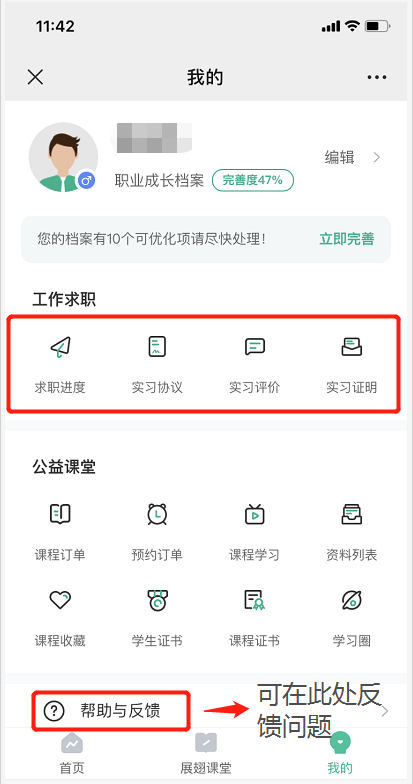 11:42
我的
编辑
职业成长档案 完善度47%
您的档案有10个可优化项请尽快处理! 立即完善
工作求职
求职进度 实习协议 实习评价 实习证明
公益课堂
课程订单 预约订单 课程学习 资料列表
课程收藏 学生证书 课程证书 学习圈
帮助与反馈
可在此处反
馈问题
首页 展翅课堂 我的